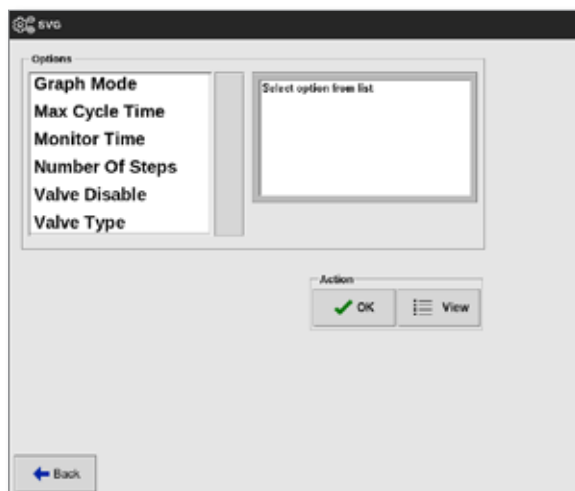 SVG
Options
Graph Mode
Max Cycle Time
Monitor Time
Number Of Steps
Valve Disable
Valve Type
Select option from list
Action
OK
View
Back